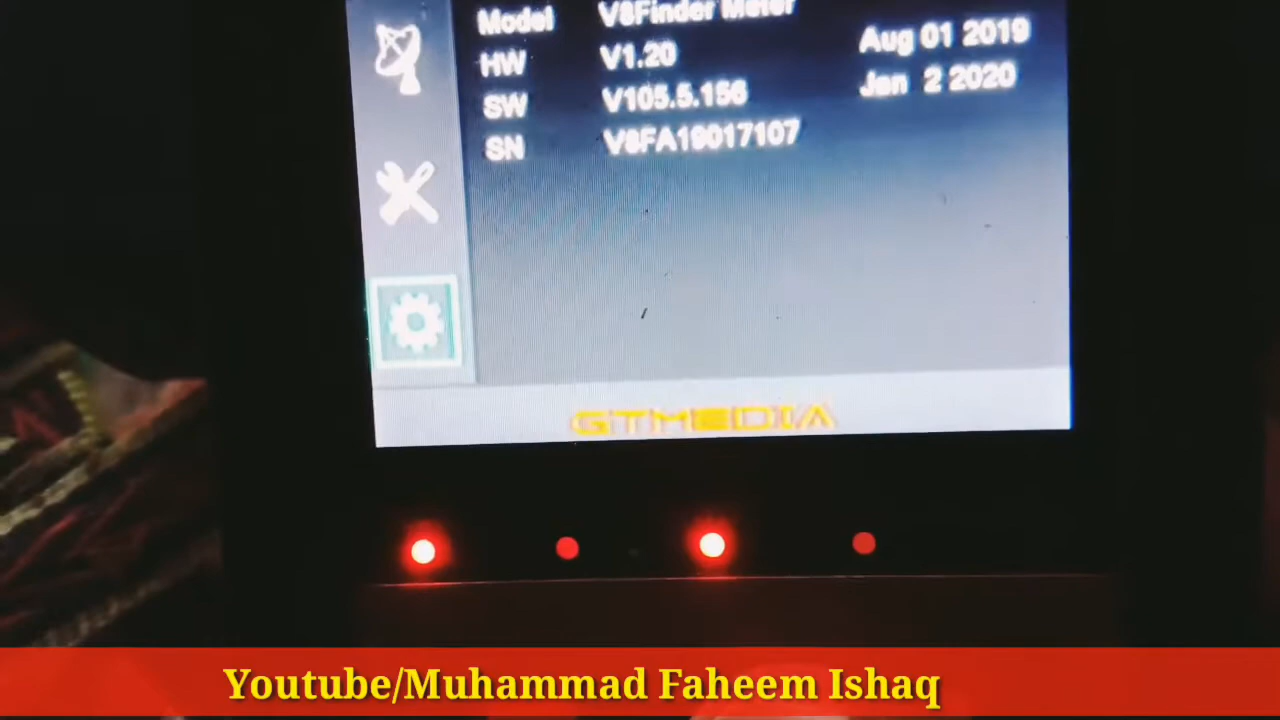 Model V8Finder Meter
HW V1.20 Aug 01 2019
SW V105.5.156 Jan 2 2020
SN V8FA19017107
GTMEDIA
Youtube/Muhammad Faheem Ishaq